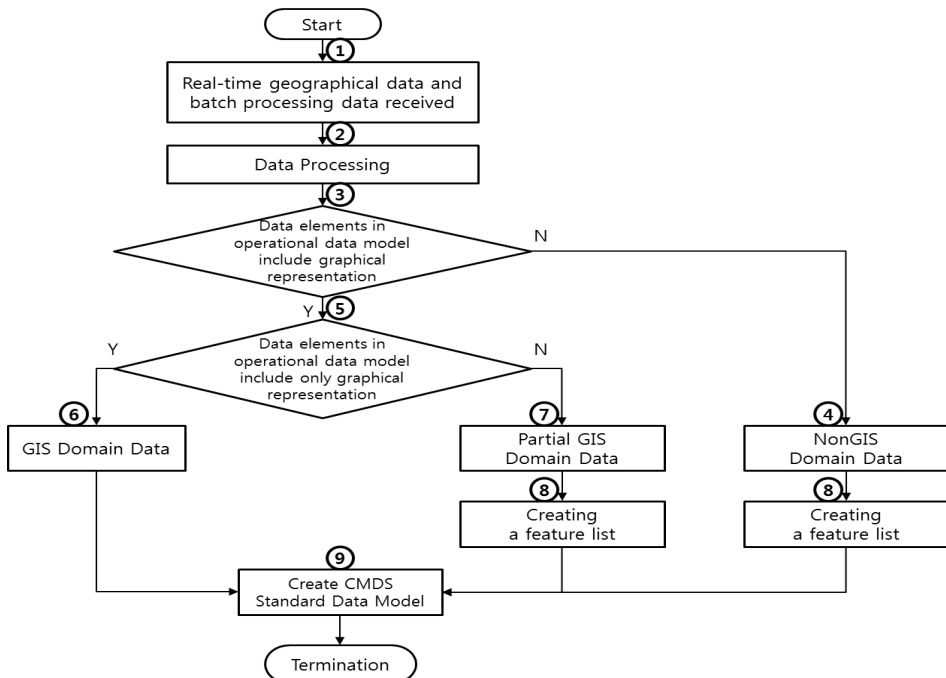 Start
1
Real-time geographical data and
batch processing data received
2
Data Processing
3
Data elements in
operational data model
include graphical
representation
N
Y
5
Data elements in
operational data model
include only graphical
representation
Y
N
6
GIS Domain Data
7
Partial GIS
Domain Data
4
NonGIS
Domain Data
8
Creating
a feature list
8
Creating
a feature list
9
Create CMDS
Standard Data Model
Termination